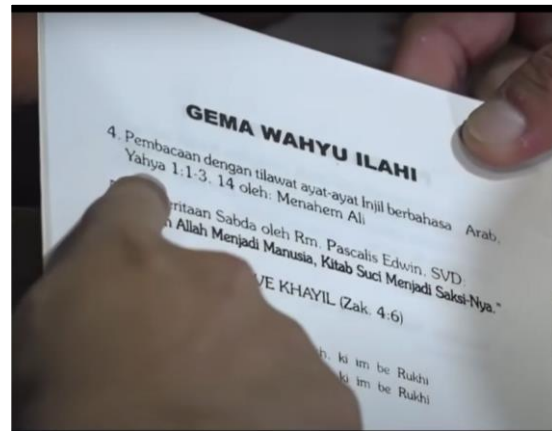 GEMA WAHYU ILAHI
4. Pembacaan dengan tilawat ayat-ayat Injil berbahasa Arab,
Yahya 1:1-3, 14 oleh: Menahem Ali
ritaan Sabda oleh Rm. Pascalis Edwin, SVD:
Allah Menjadi Manusia, Kitab Suci Menjadi Saksi-Nya."
VE KHAYIL (Zak. 4:6)
ki im be Rukhi
ki im be Rukhi